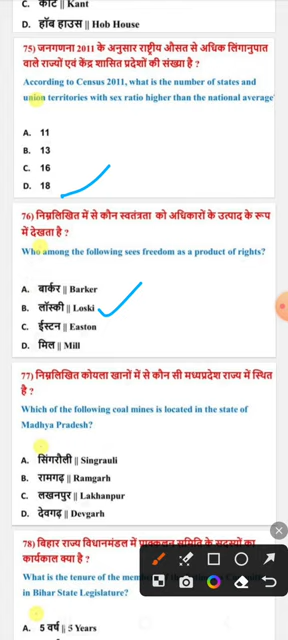 C. कांट || Kant
D. हॉब हाउस || Hob House
75) जनगणना 2011 के अनुसार राष्ट्रीय औसत से अधिक लिंगानुपात
वाले राज्यों एवं केंद्र शासित प्रदेशों की संख्या है ?
According to Census 2011, what is the number of states and
union territories with sex ratio higher than the national average
A. 11
B. 13
C. 16
D. 18
76) निम्नलिखित में से कौन स्वतंत्रता को अधिकारों के उत्पाद के रूप
में देखता है ?
Who among the following sees freedom as a product of rights?
A. बार्कर || Barker
B. लॉस्की || Loski
C. ईस्टन || Easton
D. मिल || Mill
77) निम्नलिखित कोयला खानों में से कौन सी मध्यप्रदेश राज्य में स्थित
है ?
Which of the following coal mines is located in the state of
Madhya Pradesh?
A. सिंगरौली || Singrauli
B. रामगढ़ || Ramgarh
C. लखनपुर || Lakhanpur
D. देवगढ़ || Devgarh
78) बिहार राज्य विधानमंडल में प्राक्कलन समिति के सदस्यों का
कार्यकाल क्या है ?
What is the tenure of the
in Bihar State Legislature?
A. 5 वर्ष || 5 Years